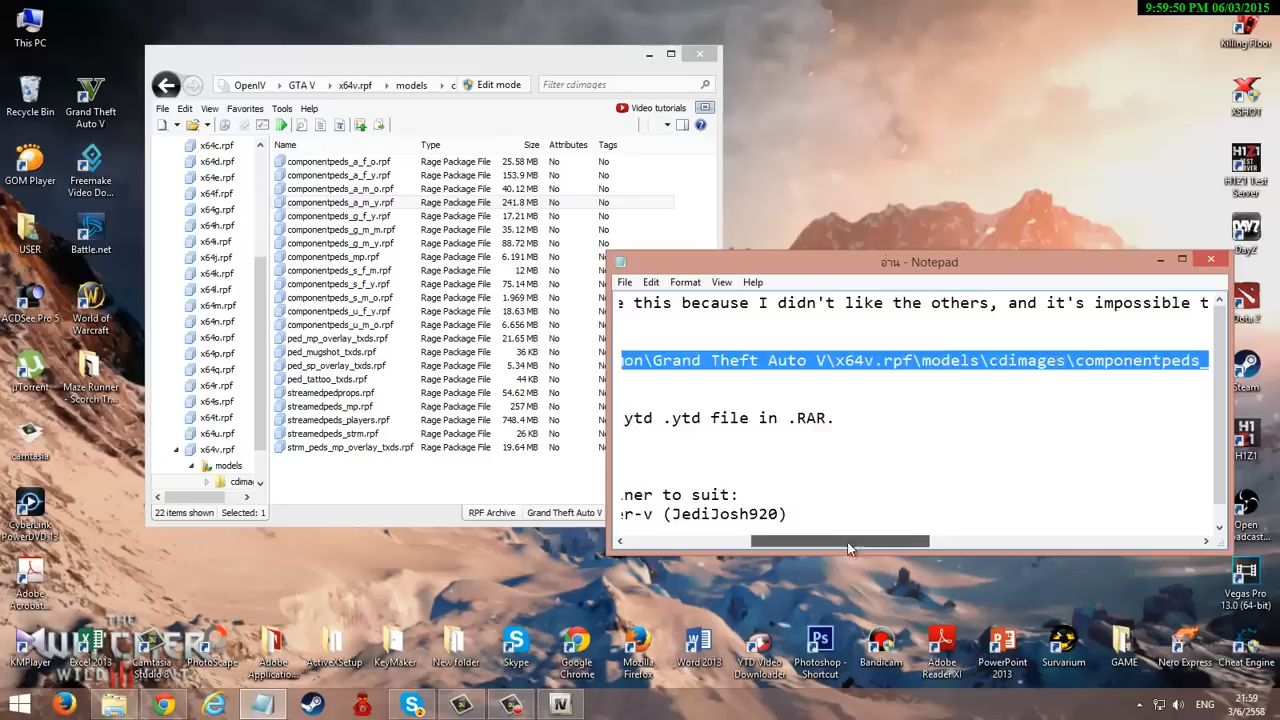 9:59:50 PM 06/03/2015
This PC
Recycle Bin
Grand Theft Auto V
GOM Player
Freemake Video Do...
USER
Battle.net
ACDSee Pro 5
World of Warcraft
µTorrent
Maze Runner - Scorch Tri...
camtasia
CyberLink PowerDVD 13
Adobe Acrobat...
OpenIV
GTA V
x64v.rpf
models
c
Edit mode
Filter cdimages
File Edit View Favorites Tools Help
Video tutorials
Name Type Size Attributes Tags
x64c.rpf
x64d.rpf
x64e.rpf
x64f.rpf
x64g.rpf
x64h.rpf
x64i.rpf
x64j.rpf
x64k.rpf
x64l.rpf
x64m.rpf
x64n.rpf
x64o.rpf
x64p.rpf
x64q.rpf
x64r.rpf
x64s.rpf
x64t.rpf
x64u.rpf
x64v.rpf
models
cdima
componentpeds_a_f_o.rpf Rage Package File 25.58 MB No No
componentpeds_a_f_y.rpf Rage Package File 153.9 MB No No
componentpeds_a_m_o.rpf Rage Package File 40.12 MB No No
componentpeds_a_m_y.rpf Rage Package File 241.8 MB No No
componentpeds_g_f_y.rpf Rage Package File 17.21 MB No No
componentpeds_g_m_m.rpf Rage Package File 35.12 MB No No
componentpeds_g_m_y.rpf Rage Package File 88.72 MB No No
componentpeds_mp.rpf Rage Package File 6.191 MB No
componentpeds_s_f_m.rpf Rage Package File 12 MB No
componentpeds_s_f_y.rpf Rage Package File 75.14 MB No
componentpeds_s_m_o.rpf Rage Package File 1.969 MB No
componentpeds_u_f_y.rpf Rage Package File 18.63 MB No
componentpeds_u_m_o.rpf Rage Package File 6.656 MB No
ped_mp_overlay_txds.rpf Rage Package File 21.65 MB No
ped_mugshot_txds.rpf Rage Package File 36 KB No
ped_sp_overlay_txds.rpf Rage Package File 5.34 MB No
ped_tattoo_txds.rpf Rage Package File 44 KB No
streamedpedprops.rpf Rage Package File 54.62 MB No
streamedpeds_mp.rpf Rage Package File 257 MB No
streamedpeds_players.rpf Rage Package File 748.4 MB No
streamedpeds_strm.rpf Rage Package File 26 KB No
strm_peds_mp_overlay_txds.rpf Rage Package File 19.64 MB No
22 items shown Selected: 1
RPF Archive Grand Theft Auto V
อ่าน - Notepad
File Edit Format View Help
e this because I didn't like the others, and it's impossible t
on\Grand Theft Auto V\x64v.rpf\models\cdimages\componentpeds_
ytd .ytd file in .RAR.
ner to suit:
er-v (JediJosh920)
Killing Floor
XSHOT
H1Z1 Test Server
DayZ
Dota 2
Steam
H1Z1
Open Broadcast...
Vegas Pro 13.0 (64-bit)
THE WITCHER
WILD HUNT
KMPlayer
Excel 2013
Camtasia Studio 8
PhotoScape
Adobe Applicatio...
ActiveXSetup
KeyMaker
New folder
Skype
Google Chrome
Mozilla Firefox
Word 2013
YTD Video Downloader
Photoshop - Shortcut
Bandicam
Adobe Reader XI
PowerPoint 2013
Survarium
GAME
Nero Express
Cheat Engine
ENG
21:59
3/6/2558